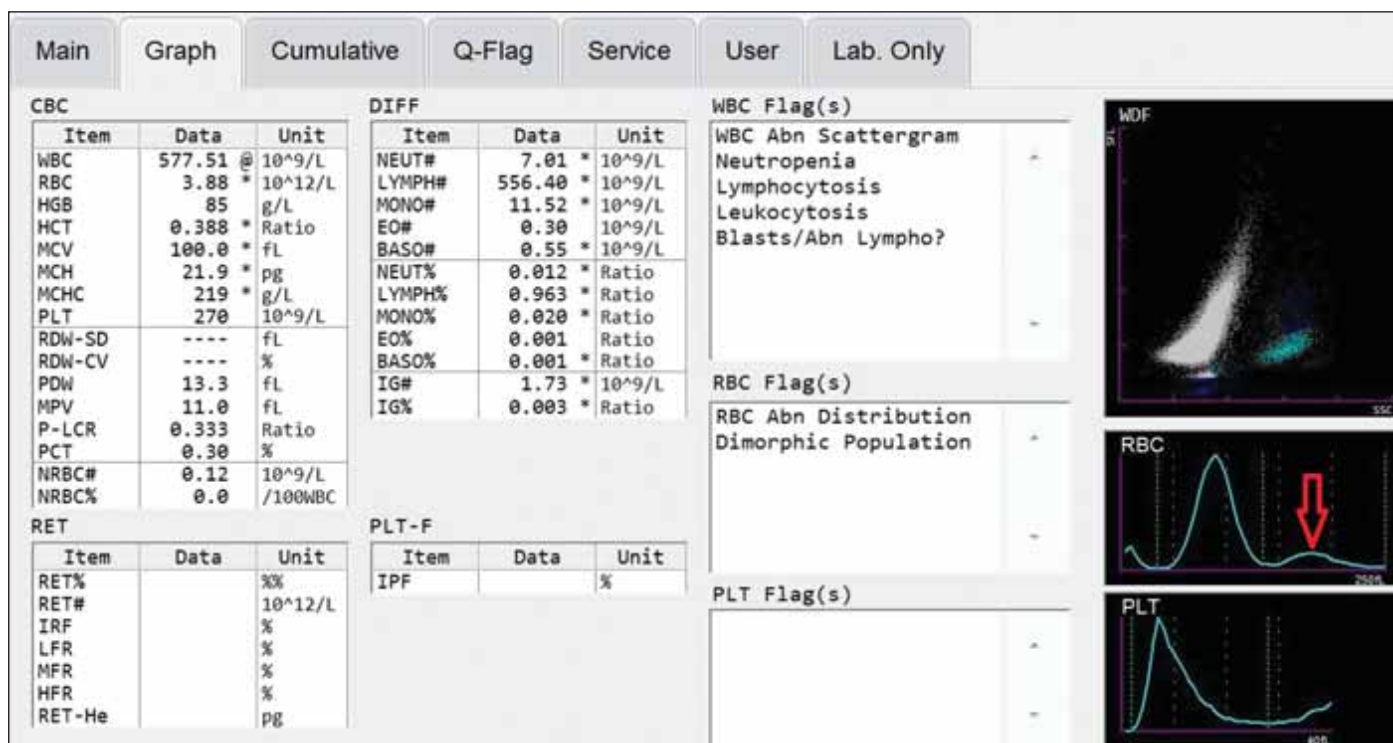 Main Graph Cumulative Q-Flag Service User Lab. Only
CBC
Item Data Unit
WBC 577.51 @ 10^9/L
RBC 3.88 * 10^12/L
HGB 85 g/L
HCT 0.388 * Ratio
MCV 100.0 * fL
MCH 21.9 * pg
MCHC 219 * g/L
PLT 270 10^9/L
RDW-SD ---- fL
RDW-CV ---- %
PDW 13.3 fL
MPV 11.0 fL
P-LCR 0.333 Ratio
PCT 0.30 %
NRBC# 0.12 10^9/L
NRBC% 0.0 /100WBC
DIFF
Item Data Unit
NEUT# 7.01 * 10^9/L
LYMPH# 556.40 * 10^9/L
MONO# 11.52 * 10^9/L
EO# 0.30 10^9/L
BASO# 0.55 * 10^9/L
NEUT% 0.012 * Ratio
LYMPH% 0.963 * Ratio
MONO% 0.020 * Ratio
EO% 0.001 Ratio
BASO% 0.001 * Ratio
IG# 1.73 * 10^9/L
IG% 0.003 * Ratio
RET
Item Data Unit
RET% %%
RET# 10^12/L
IRF %
LFR %
MFR %
HFR %
RET-He pg
PLT-F
Item Data Unit
IPF %
WBC Flag(s)
WBC Abn Scattergram
Neutropenia
Lymphocytosis
Leukocytosis
Blasts/Abn Lympho?
RBC Flag(s)
RBC Abn Distribution
Dimorphic Population
PLT Flag(s)
WDF
SSC
RBC
250fL
PLT
40fL